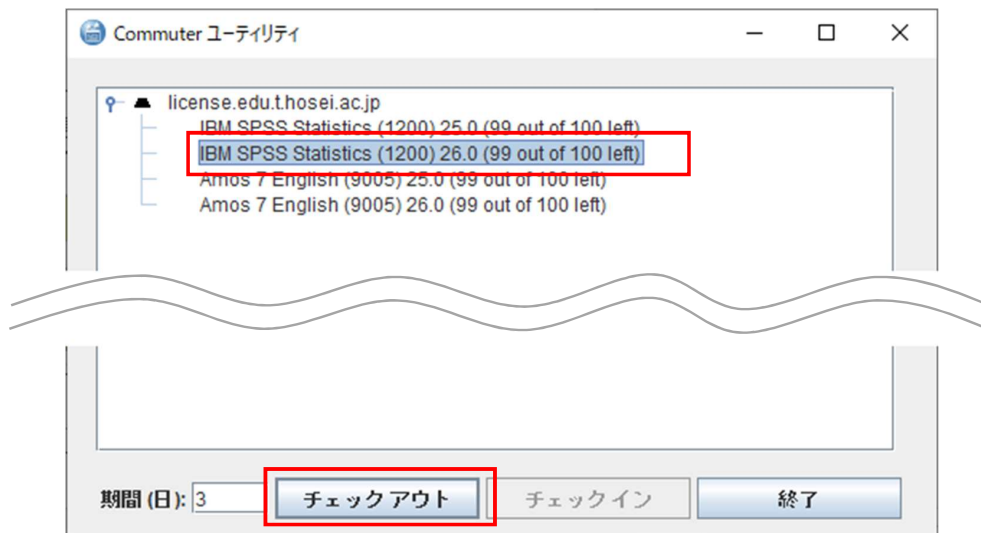 Commuter ユーティリティ
license.edu.t.hosei.ac.jp
IBM SPSS Statistics (1200) 25.0 (99 out of 100 left)
IBM SPSS Statistics (1200) 26.0 (99 out of 100 left)
Amos 7 English (9005) 25.0 (99 out of 100 left)
Amos 7 English (9005) 26.0 (99 out of 100 left)
期間 (日): 3 チェックアウト チェックイン 終了